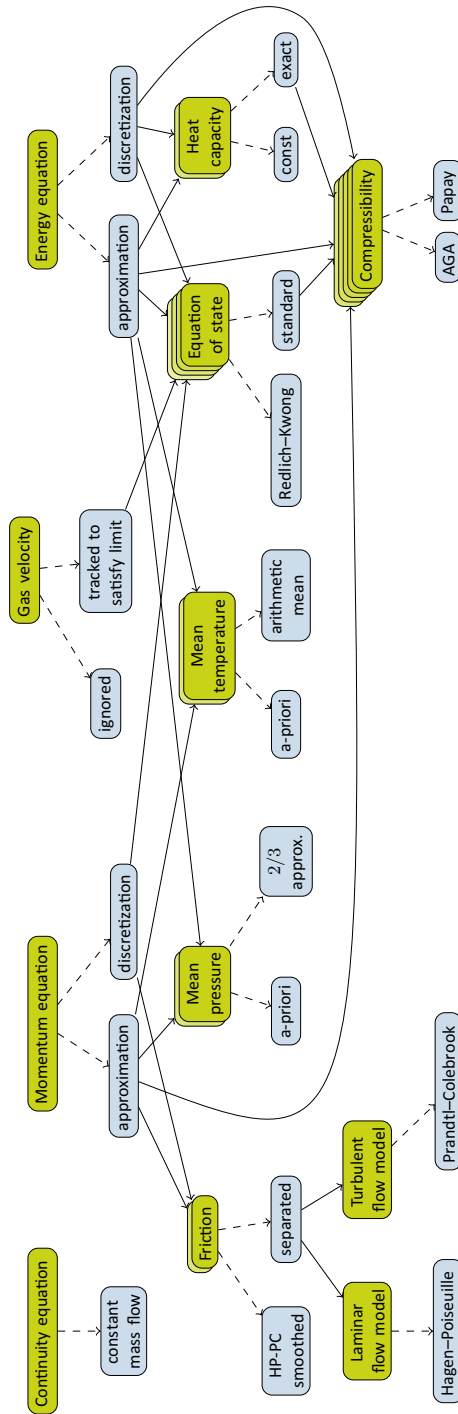 Continuity equation
Momentum equation
Gas velocity
Energy equation
constant
mass flow
approximation
discretization
ignored
tracked to
satisfy limit
approximation
discretization
Friction
Mean
pressure
Mean
temperature
Equation
of state
Heat
capacity
HP-PC
smoothed
separated
a-priori
2/3
approx.
a-priori
arithmetic
mean
Redlich–Kwong
standard
const
exact
Laminar
flow model
Turbulent
flow model
Compressibility
Hagen–Poiseuille
Prandtl–Colebrook
AGA
Papay